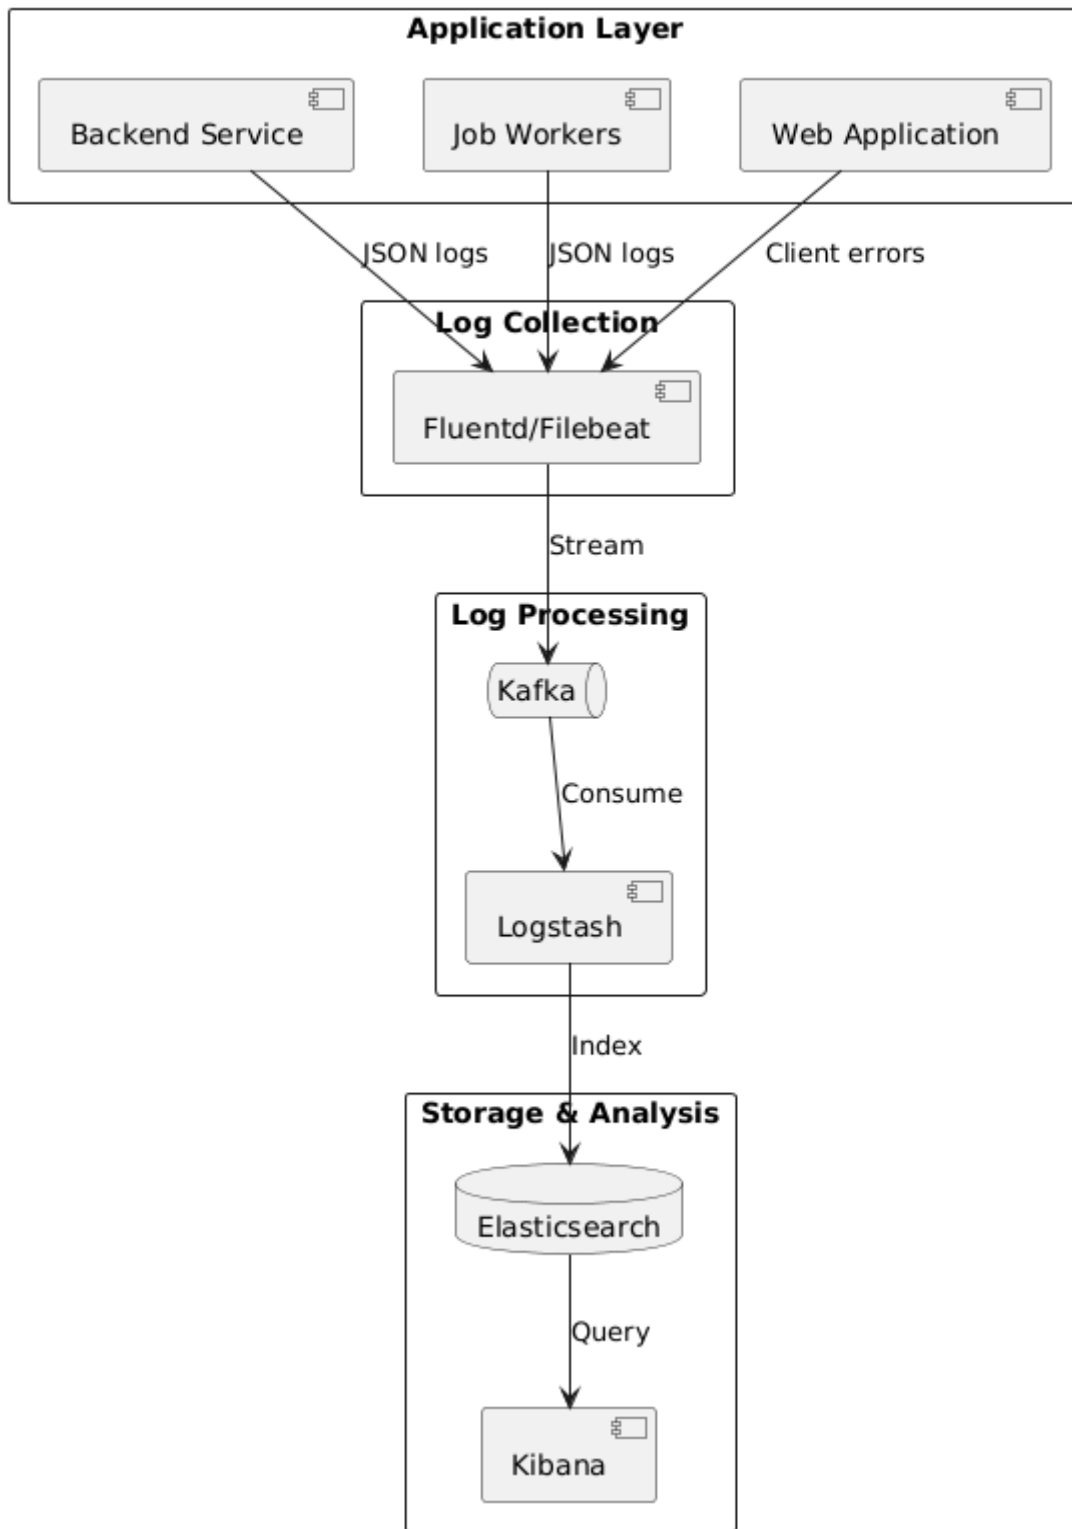 Application Layer
Backend Service
Job Workers
Web Application
JSON logs
JSON logs
Client errors
Log Collection
Fluentd/Filebeat
Stream
Log Processing
Kafka
Consume
Logstash
Index
Storage & Analysis
Elasticsearch
Query
Kibana